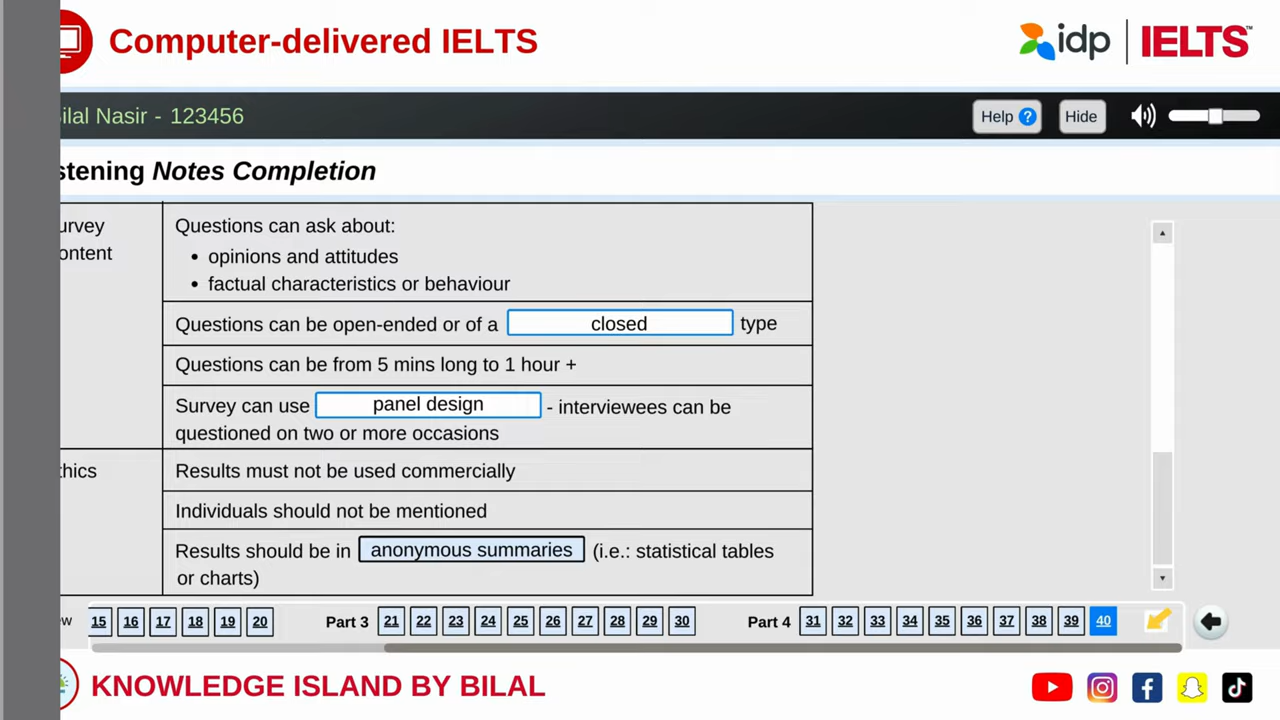 Computer-delivered IELTS
idp IELTS™
ilal Nasir - 123456
Help ?
Hide
stening Notes Completion
urvey
ontent
Questions can ask about:
• opinions and attitudes
• factual characteristics or behaviour
Questions can be open-ended or of a closed type
Questions can be from 5 mins long to 1 hour +
Survey can use panel design - interviewees can be
questioned on two or more occasions
thics
Results must not be used commercially
Individuals should not be mentioned
Results should be in anonymous summaries (i.e.: statistical tables
or charts)
ew 15 16 17 18 19 20 Part 3 21 22 23 24 25 26 27 28 29 30 Part 4 31 32 33 34 35 36 37 38 39 40
KNOWLEDGE ISLAND BY BILAL